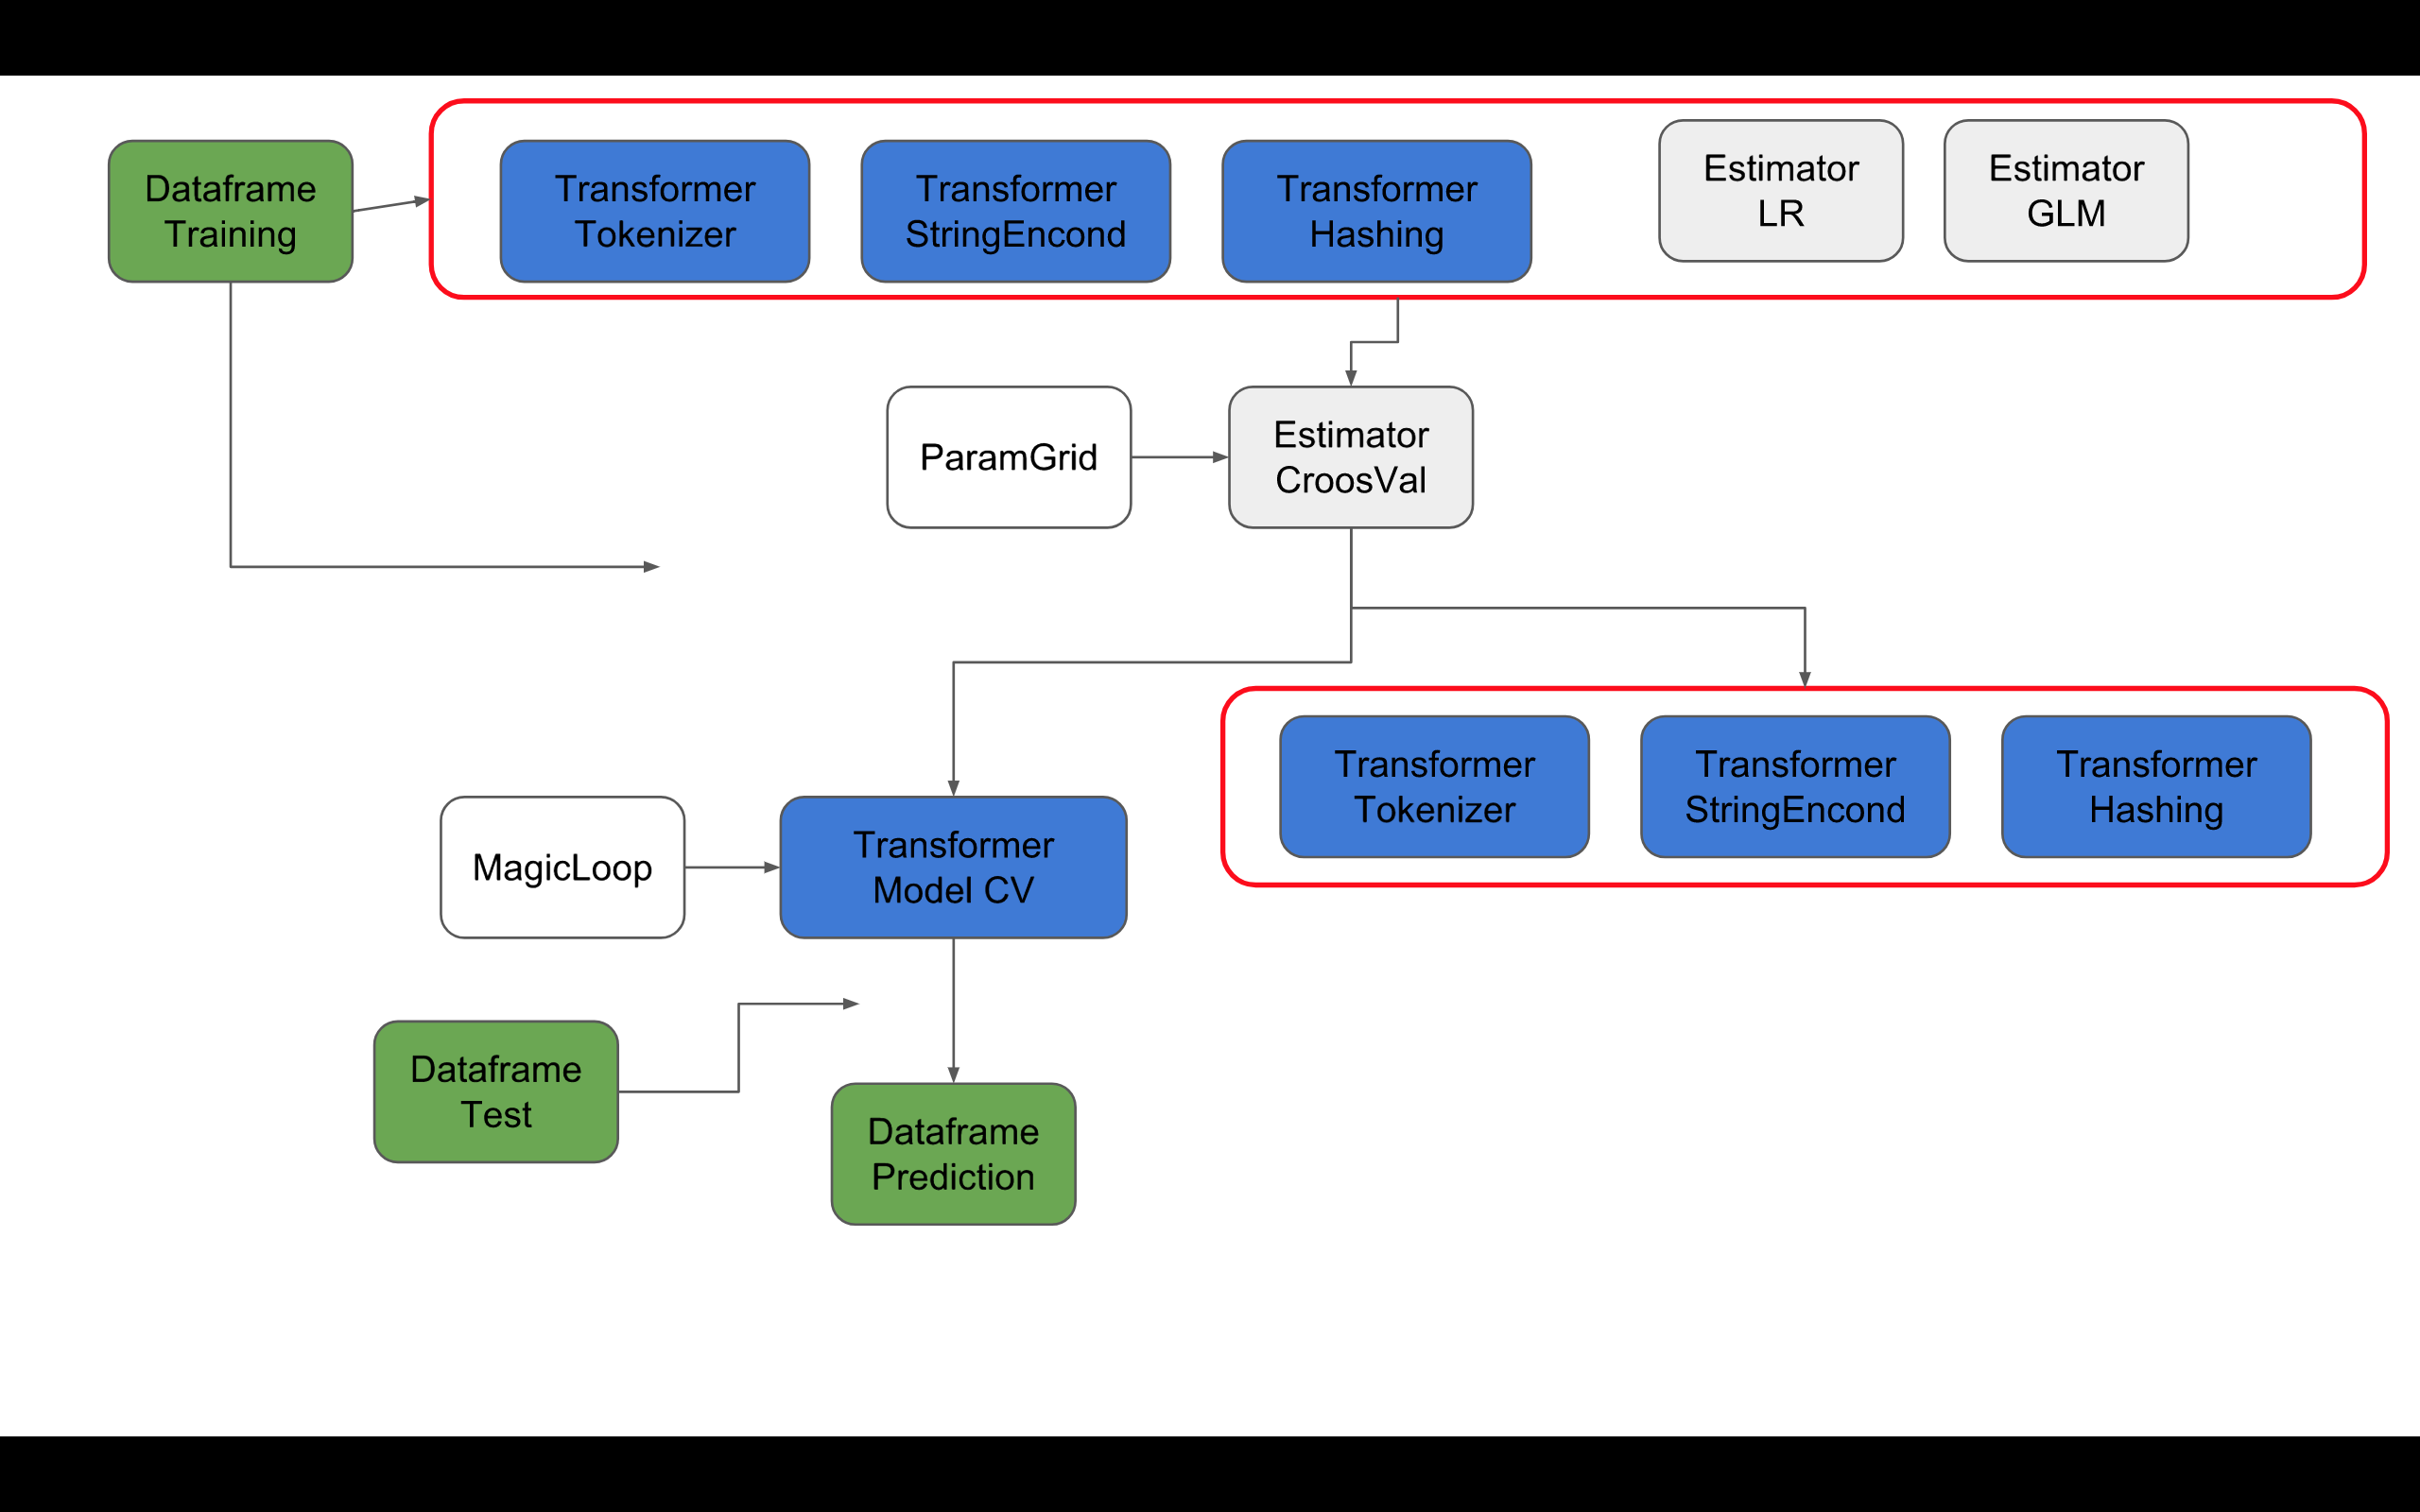 Dataframe
Training
Transformer
Tokenizer
Transformer
StringEncond
Transformer
Hashing
Estimator
LR
Estimator
GLM
ParamGrid
Estimator
CroosVal
Transformer
Tokenizer
Transformer
StringEncond
Transformer
Hashing
MagicLoop
Transformer
Model CV
Dataframe
Test
Dataframe
Prediction